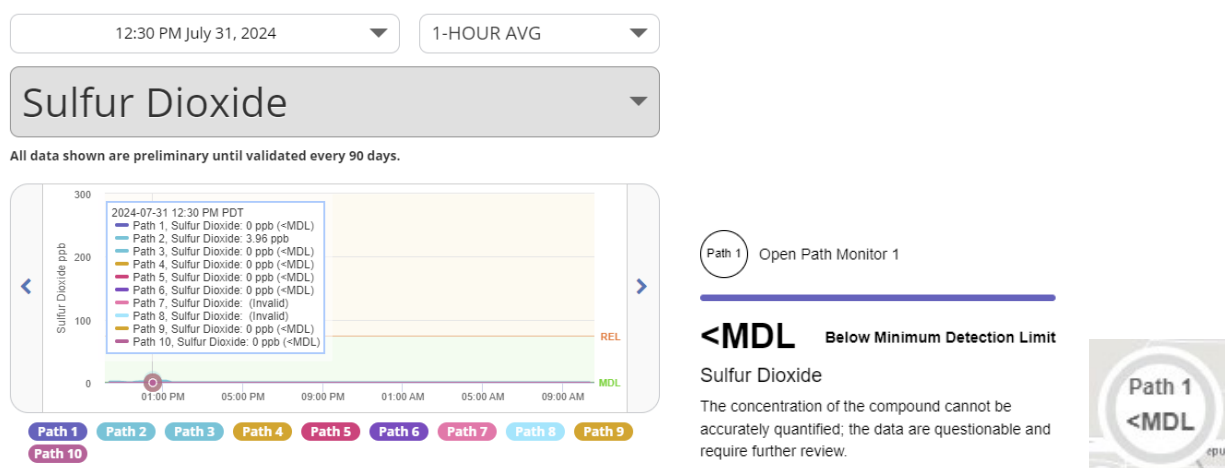 12:30 PM July 31, 2024
1-HOUR AVG
Sulfur Dioxide
All data shown are preliminary until validated every 90 days.
300
200
100
0
Sulfur Dioxide ppb
2024-07-31 12:30 PM PDT
Path 1, Sulfur Dioxide: 0 ppb (<MDL)
Path 2, Sulfur Dioxide: 3.96 ppb
Path 3, Sulfur Dioxide: 0 ppb (<MDL)
Path 4, Sulfur Dioxide: 0 ppb (<MDL)
Path 5, Sulfur Dioxide: 0 ppb (<MDL)
Path 6, Sulfur Dioxide: 0 ppb (<MDL)
Path 7, Sulfur Dioxide: (Invalid)
Path 8, Sulfur Dioxide: (Invalid)
Path 9, Sulfur Dioxide: 0 ppb (<MDL)
Path 10, Sulfur Dioxide: 0 ppb (<MDL)
REL
MDL
01:00 PM 05:00 PM 09:00 PM 01:00 AM 05:00 AM 09:00 AM
Path 1 Path 2 Path 3 Path 4 Path 5 Path 6 Path 7 Path 8 Path 9
Path 10
Path 1 Open Path Monitor 1
<MDL Below Minimum Detection Limit
Sulfur Dioxide
The concentration of the compound cannot be
accurately quantified; the data are questionable and
require further review.
Path 1
<MDL